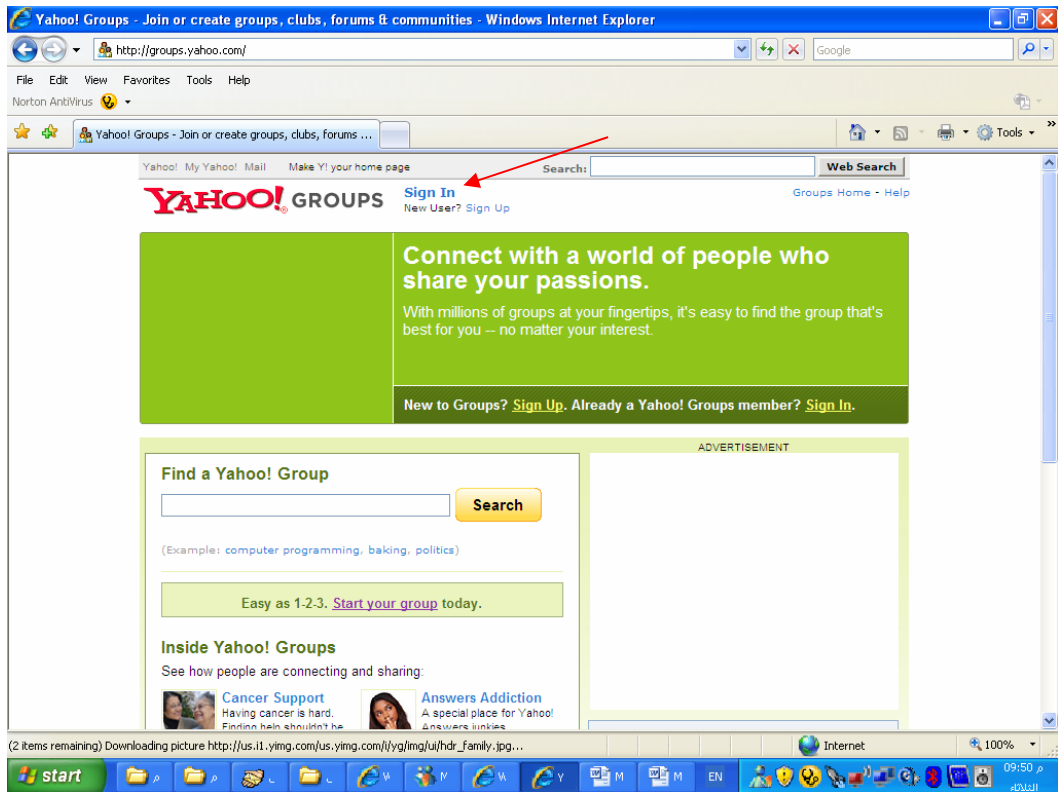 Yahoo! Groups - Join or create groups, clubs, forums & communities - Windows Internet Explorer
http://groups.yahoo.com/
Google
File Edit View Favorites Tools Help
Norton AntiVirus
Yahoo! Groups - Join or create groups, clubs, forums ...
Tools
Yahoo! My Yahoo! Mail Make Y! your home page Search: Web Search
YAHOO! GROUPS
Sign In
New User? Sign Up
Groups Home - Help
Connect with a world of people who
share your passions.
With millions of groups at your fingertips, it's easy to find the group that's
best for you -- no matter your interest.
New to Groups? Sign Up. Already a Yahoo! Groups member? Sign In.
ADVERTISEMENT
Find a Yahoo! Group
Search
(Example: computer programming, baking, politics)
Easy as 1-2-3. Start your group today.
Inside Yahoo! Groups
See how people are connecting and sharing:
Cancer Support
Having cancer is hard.
Finding help shouldn't be
Answers Addiction
A special place for Yahoo!
Answers junkies
(2 items remaining) Downloading picture http://us.i1.yimg.com/us.yimg.com/i/yg/img/ui/hdr_family.jpg...
Internet
100%
start
M
Y
M
M
EN
09:50 م
الثلاثاء